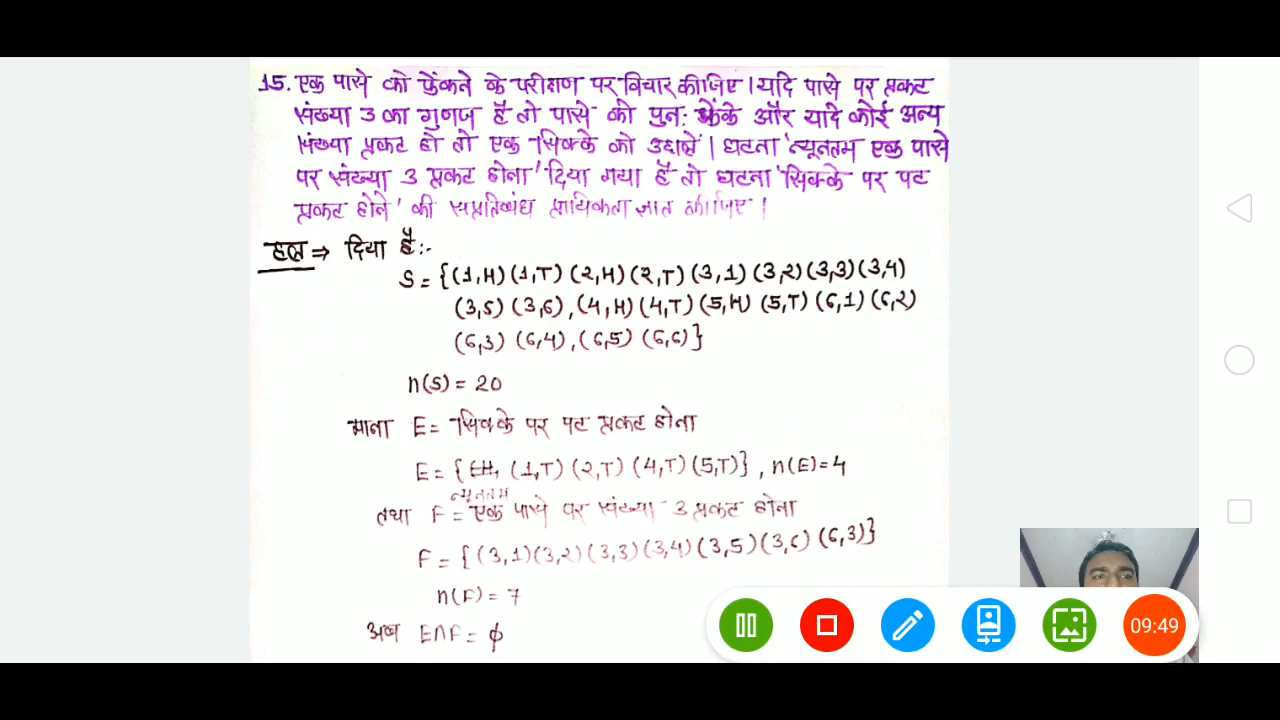 15. एक पासे को फेंकने के परीक्षण पर विचार कीजिए। यदि पासे पर प्रकट
संख्या 3 का गुणज है तो पासे को पुन: फेंके और यदि कोई अन्य
संख्या प्रकट हो तो एक सिक्के को उछालें। घटना 'न्यूनतम एक पासे
पर संख्या 3 प्रकट होना' दिया गया है तो घटना 'सिक्के पर पट
प्रकट होने' की सप्रतिबंध प्रायिकता ज्ञात कीजिए।
हल ⇒ दिया है:-
S = {(1,H) (1,T) (2,H) (2,T) (3,1) (3,2) (3,3) (3,4)
(3,5) (3,6), (4,H) (4,T) (5,H) (5,T) (6,1) (6,2)
(6,3) (6,4), (6,5) (6,6)}
n(S) = 20
माना E = सिक्के पर पट प्रकट होना
E = { (1,T) (2,T) (4,T) (5,T)}, n(E)=4
न्यूनतम
तथा F = एक पासे पर संख्या 3 प्रकट होना
F = {(3,1) (3,2) (3,3) (3,4) (3,5) (3,6) (6,3)}
n(F) = 7
अब E∩F = ϕ
09:49